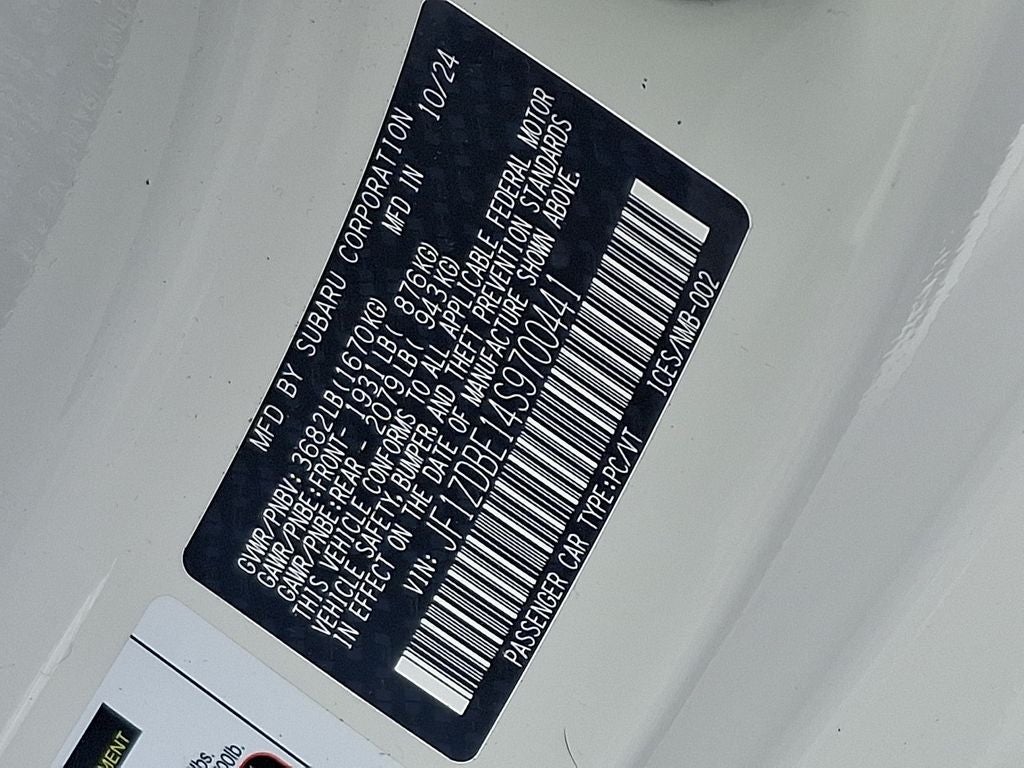 MFD BY SUBARU CORPORATION
MFD IN 10/24
GVWR/PNBV: 3682LB(1670KG)
GAWR/PNBE:FRONT- 1931LB( 876KG)
GAWR/PNBE:REAR - 2079LB( 943KG)
THIS VEHICLE CONFORMS TO ALL APPLICABLE FEDERAL MOTOR
VEHICLE SAFETY, BUMPER, AND THEFT PREVENTION STANDARDS
IN EFFECT ON THE DATE OF MANUFACTURE SHOWN ABOVE.
VIN: JF1ZDBE14S9700441
PASSENGER CAR TYPE:PC/VT ICES/NMB-002
lbs.